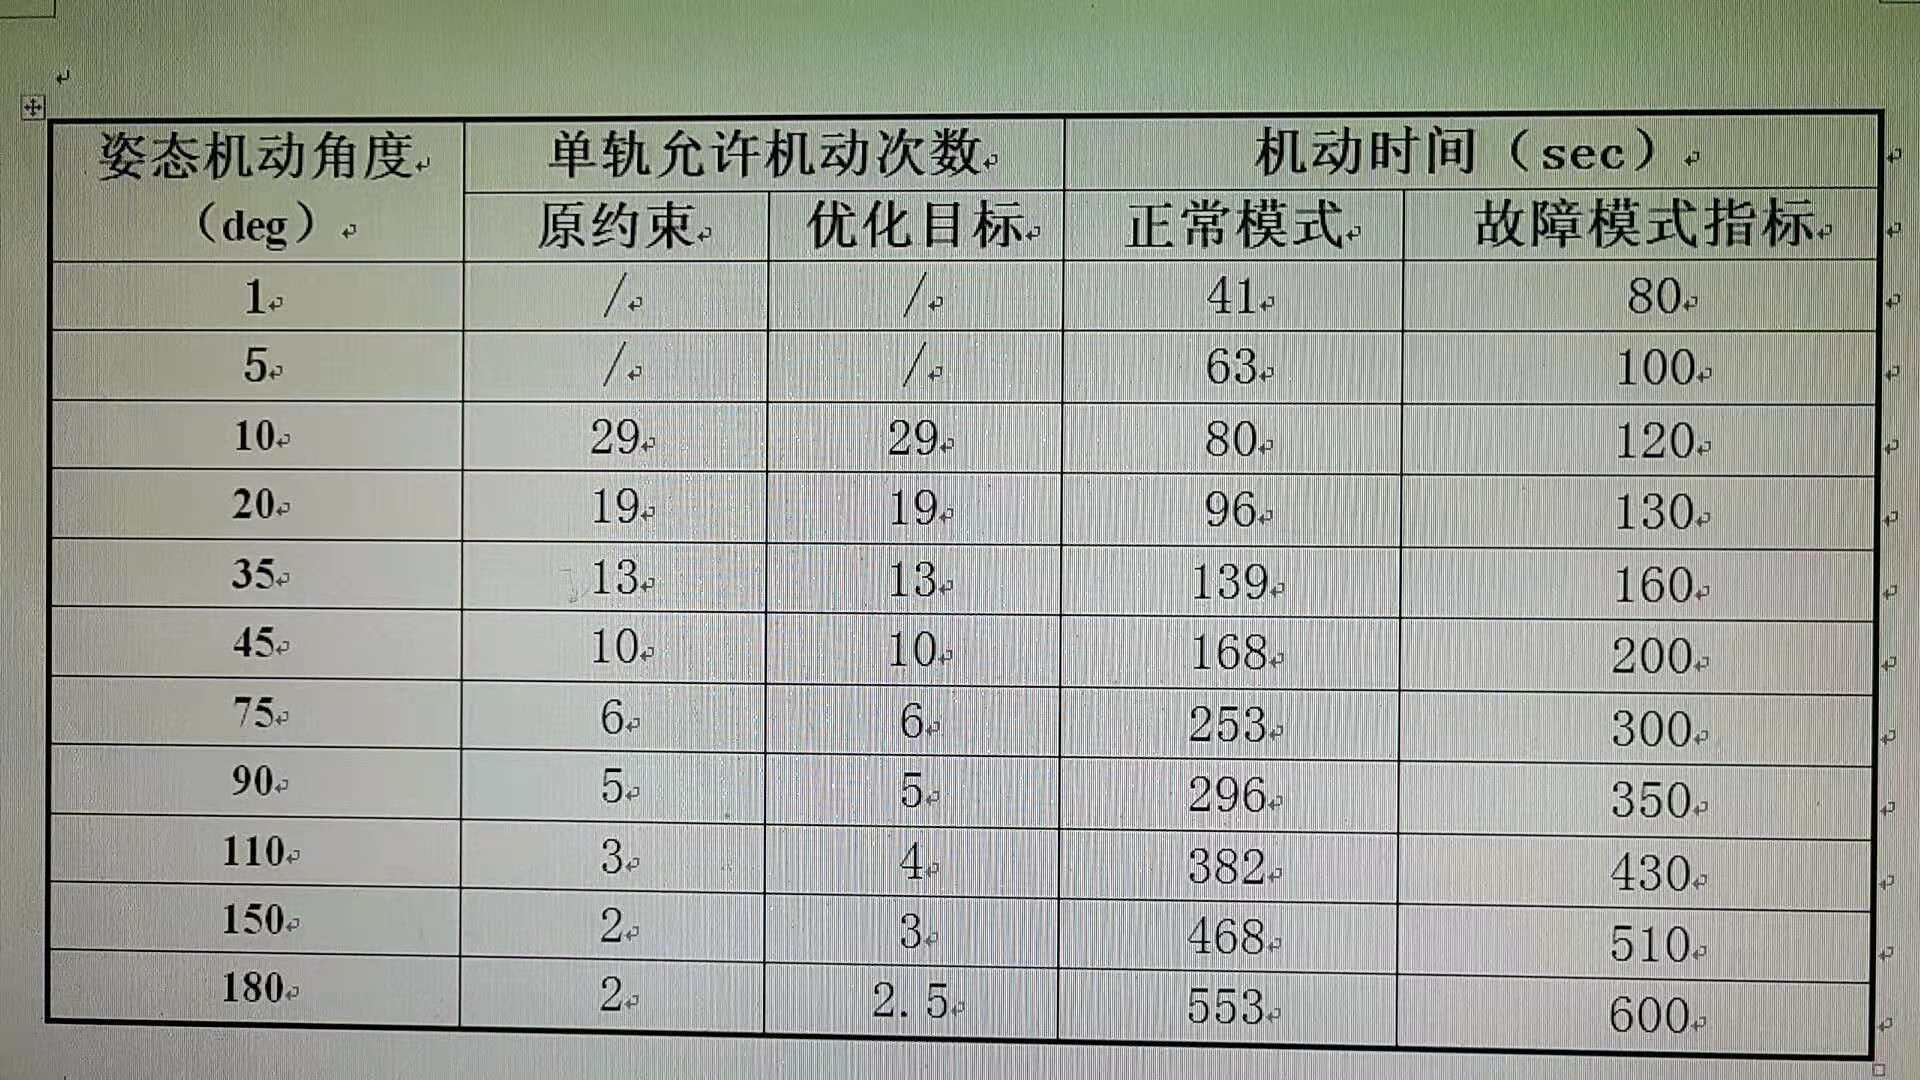 姿态机动角度（deg） 单轨允许机动次数 机动时间（sec）
原约束 优化目标 正常模式 故障模式指标
1 / / 41 80
5 / / 63 100
10 29 29 80 120
20 19 19 96 130
35 13 13 139 160
45 10 10 168 200
75 6 6 253 300
90 5 5 296 350
110 3 4 382 430
150 2 3 468 510
180 2 2.5 553 600